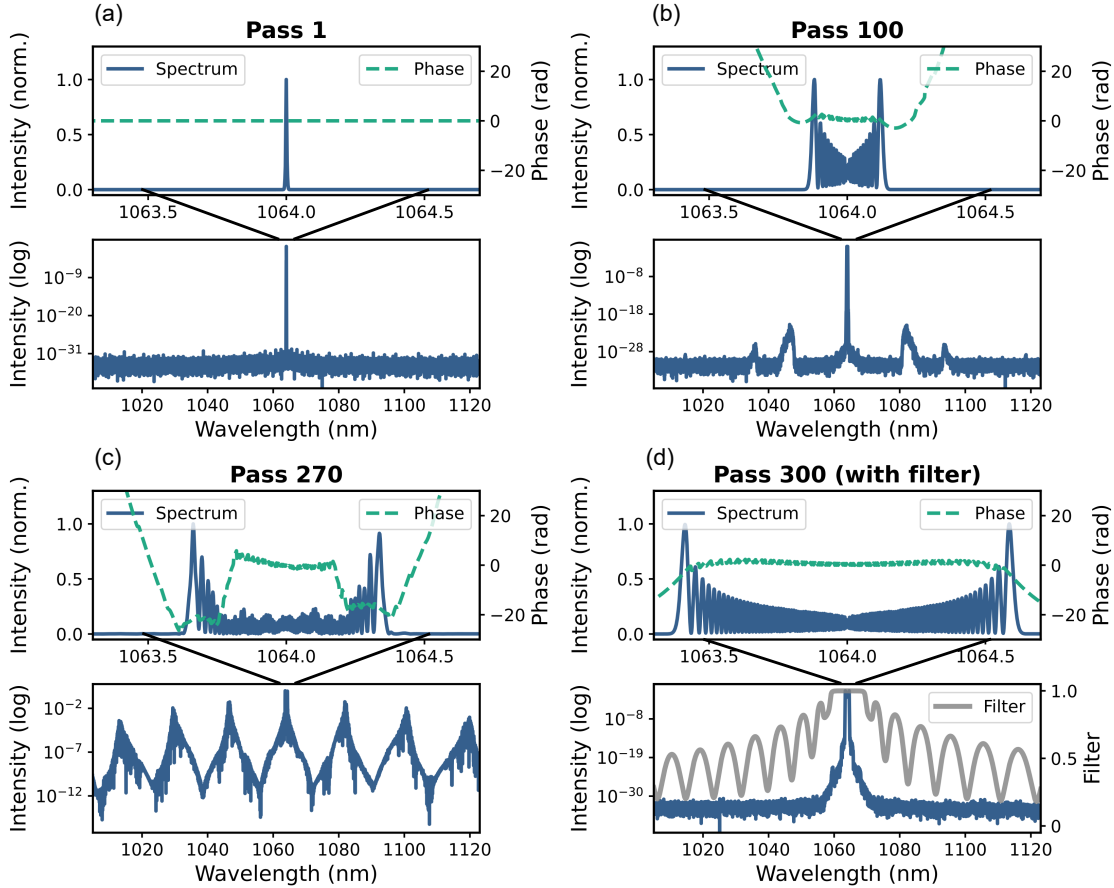 (a)
Pass 1
Intensity (norm.)
1.0
0.5
0.0
Spectrum
Phase
20
0
−20
Phase (rad)
1063.5
1064.0
1064.5
Intensity (log)
10⁻⁹
10⁻²⁰
10⁻³¹
1020
1040
1060
1080
1100
1120
Wavelength (nm)
(b)
Pass 100
Intensity (norm.)
1.0
0.5
0.0
Spectrum
Phase
20
0
−20
Phase (rad)
1063.5
1064.0
1064.5
Intensity (log)
10⁻⁸
10⁻¹⁸
10⁻²⁸
1020
1040
1060
1080
1100
1120
Wavelength (nm)
(c)
Pass 270
Intensity (norm.)
1.0
0.5
0.0
Spectrum
Phase
20
0
−20
Phase (rad)
1063.5
1064.0
1064.5
Intensity (log)
10⁻²
10⁻⁷
10⁻¹²
1020
1040
1060
1080
1100
1120
Wavelength (nm)
(d)
Pass 300 (with filter)
Intensity (norm.)
1.0
0.5
0.0
Spectrum
Phase
20
0
−20
Phase (rad)
1063.5
1064.0
1064.5
Intensity (log)
10⁻⁸
10⁻¹⁹
10⁻³⁰
Filter
1.0
0.5
0
Filter
1020
1040
1060
1080
1100
1120
Wavelength (nm)